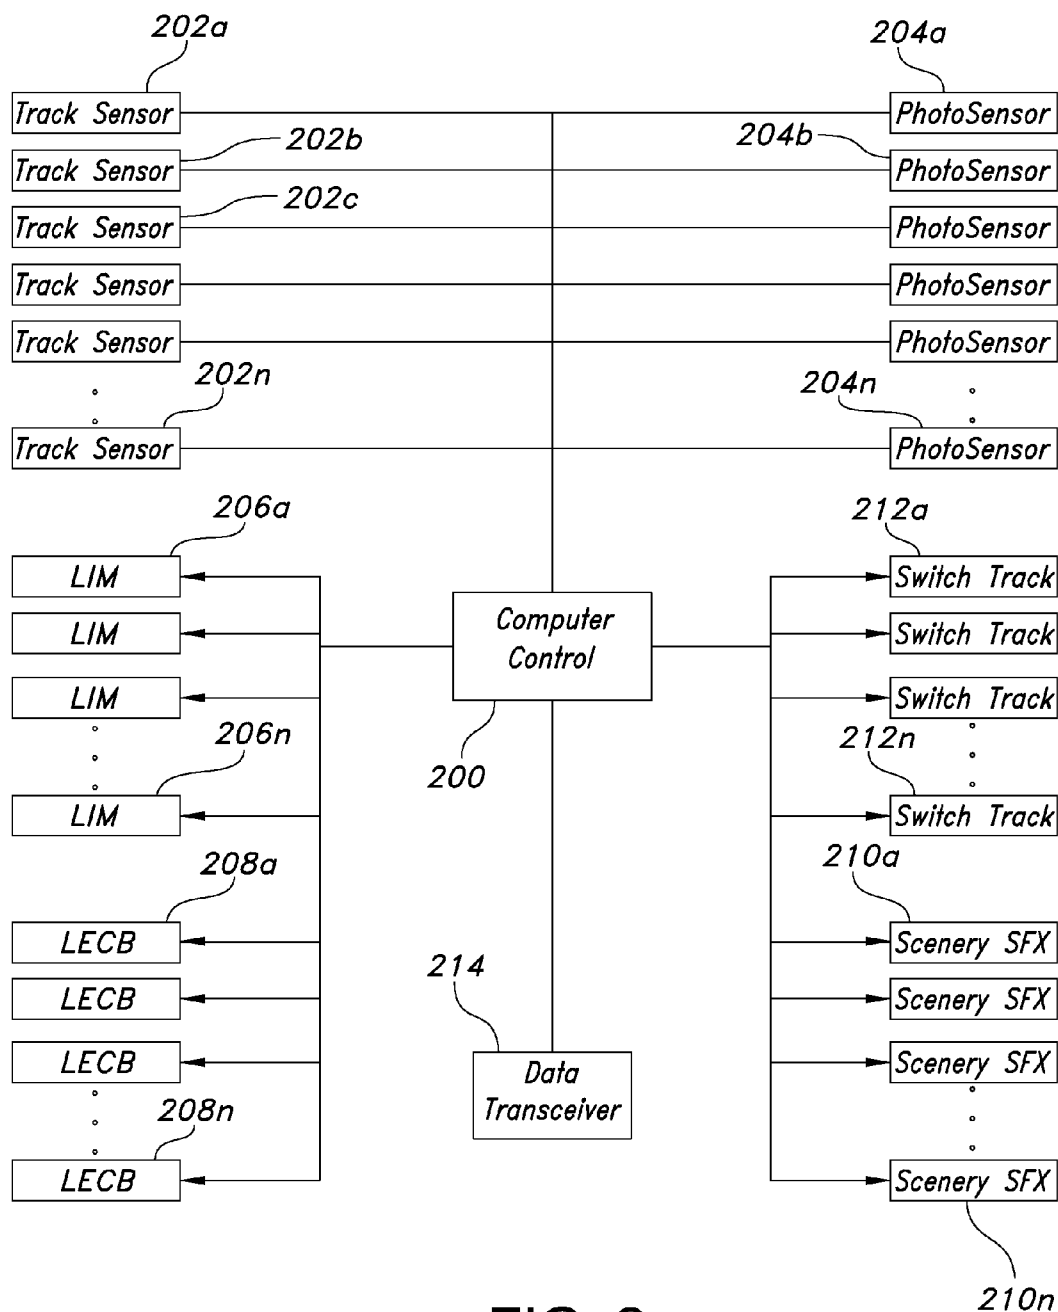 202a
204a
Track Sensor
PhotoSensor
202b
204b
Track Sensor
PhotoSensor
202c
Track Sensor
PhotoSensor
Track Sensor
PhotoSensor
Track Sensor
PhotoSensor
202n
204n
Track Sensor
PhotoSensor
206a
212a
LIM
Switch Track
Computer
Control
LIM
Switch Track
LIM
Switch Track
206n
212n
200
LIM
Switch Track
208a
210a
LECB
Scenery SFX
214
LECB
Scenery SFX
LECB
Scenery SFX
Data
Transceiver
208n
LECB
Scenery SFX
210n